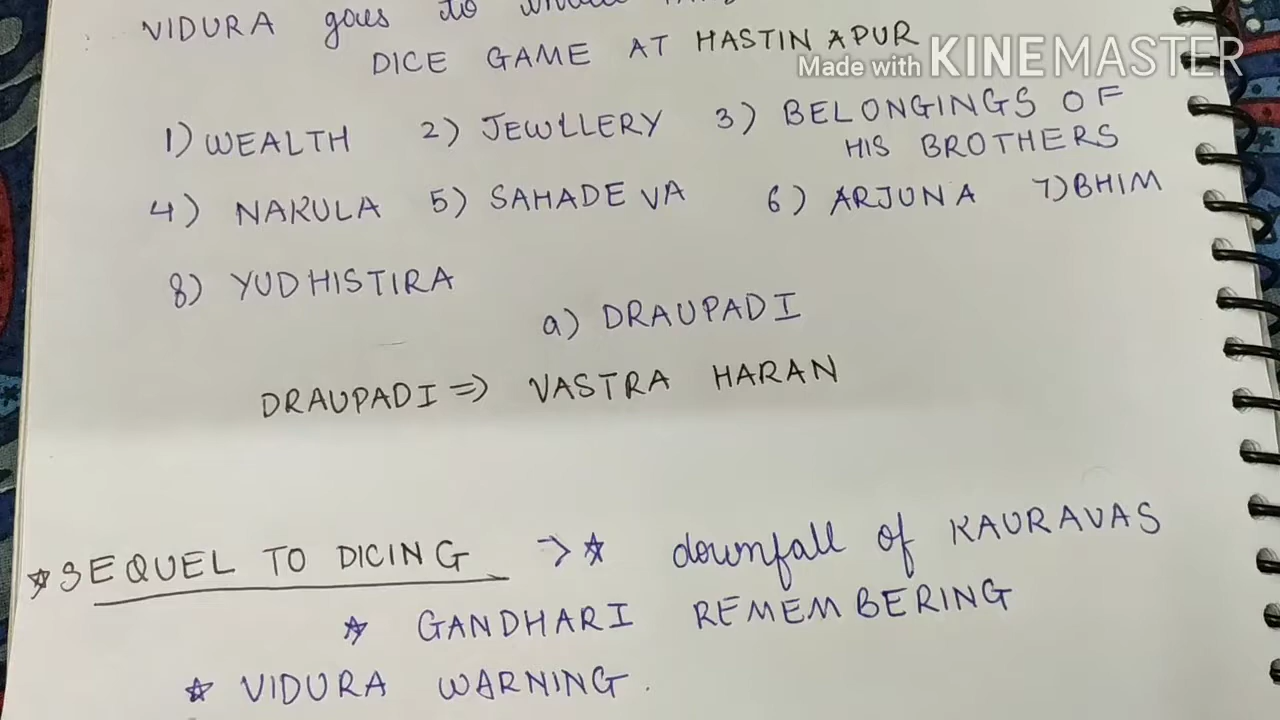 VIDURA goes to
DICE GAME AT HASTINAPUR
Made with KINEMASTER
1) WEALTH 2) JEWLLERY 3) BELONGINGS OF
HIS BROTHERS
4) NAKULA 5) SAHADEVA 6) ARJUNA 7) BHIM
8) YUDHISTIRA
a) DRAUPADI
DRAUPADI => VASTRA HARAN
* SEQUEL TO DICING -> * downfall of KAURAVAS
* GANDHARI REMEMBERING
* VIDURA WARNING.